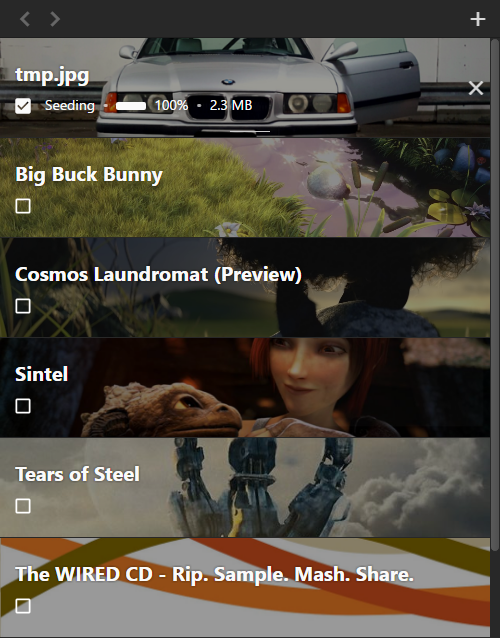 tmp.jpg
Seeding • 100% • 2.3 MB
Big Buck Bunny
Cosmos Laundromat (Preview)
Sintel
Tears of Steel
The WIRED CD - Rip. Sample. Mash. Share.